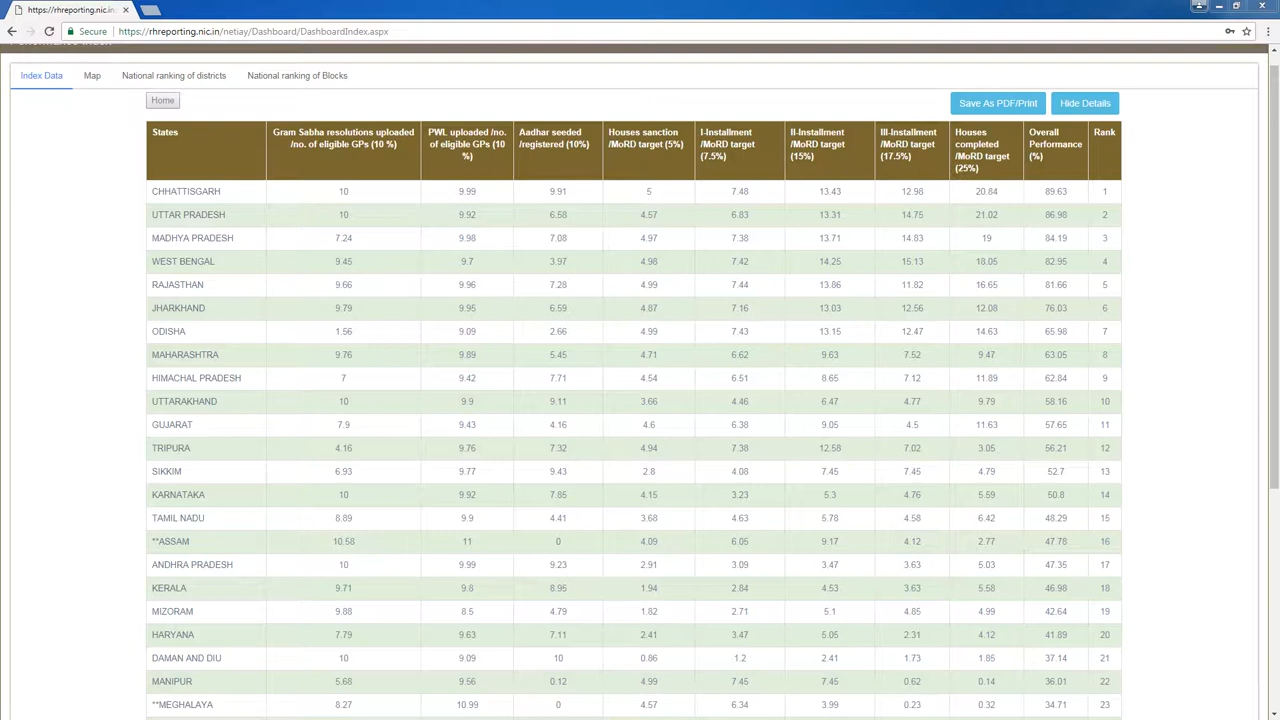 https://rhreporting.nic.in
Secure https://rhreporting.nic.in/netiay/Dashboard/DashboardIndex.aspx
Index Data Map National ranking of districts National ranking of Blocks
Home Save As PDF/Print Hide Details
States Gram Sabha resolutions uploaded /no. of eligible GPs (10 %) PWL uploaded /no. of eligible GPs (10 %) Aadhar seeded /registered (10%) Houses sanction /MoRD target (5%) I-Installment /MoRD target (7.5%) II-Installment /MoRD target (15%) III-Installment /MoRD target (17.5%) Houses completed /MoRD target (25%) Overall Performance (%) Rank
CHHATTISGARH 10 9.99 9.91 5 7.48 13.43 12.98 20.84 89.63 1
UTTAR PRADESH 10 9.92 6.58 4.57 6.83 13.31 14.75 21.02 86.98 2
MADHYA PRADESH 7.24 9.98 7.08 4.97 7.38 13.71 14.83 19 84.19 3
WEST BENGAL 9.45 9.7 3.97 4.98 7.42 14.25 15.13 18.05 82.95 4
RAJASTHAN 9.66 9.96 7.28 4.99 7.44 13.86 11.82 16.65 81.66 5
JHARKHAND 9.79 9.95 6.59 4.87 7.16 13.03 12.56 12.08 76.03 6
ODISHA 1.56 9.09 2.66 4.99 7.43 13.15 12.47 14.63 65.98 7
MAHARASHTRA 9.76 9.89 5.45 4.71 6.62 9.63 7.52 9.47 63.05 8
HIMACHAL PRADESH 7 9.42 7.71 4.54 6.51 8.65 7.12 11.89 62.84 9
UTTARAKHAND 10 9.9 9.11 3.66 4.46 6.47 4.77 9.79 58.16 10
GUJARAT 7.9 9.43 4.16 4.6 6.38 9.05 4.5 11.63 57.65 11
TRIPURA 4.16 9.76 7.32 4.94 7.38 12.58 7.02 3.05 56.21 12
SIKKIM 6.93 9.77 9.43 2.8 4.08 7.45 7.45 4.79 52.7 13
KARNATAKA 10 9.92 7.85 4.15 3.23 5.3 4.76 5.59 50.8 14
TAMIL NADU 8.89 9.9 4.41 3.68 4.63 5.78 4.58 6.42 48.29 15
**ASSAM 10.58 11 0 4.09 6.05 9.17 4.12 2.77 47.78 16
ANDHRA PRADESH 10 9.99 9.23 2.91 3.09 3.47 3.63 5.03 47.35 17
KERALA 9.71 9.8 8.95 1.94 2.84 4.53 3.63 5.58 46.98 18
MIZORAM 9.88 8.5 4.79 1.82 2.71 5.1 4.85 4.99 42.64 19
HARYANA 7.79 9.63 7.11 2.41 3.47 5.05 2.31 4.12 41.89 20
DAMAN AND DIU 10 9.09 10 0.86 1.2 2.41 1.73 1.85 37.14 21
MANIPUR 5.68 9.56 0.12 4.99 7.45 7.45 0.62 0.14 36.01 22
**MEGHALAYA 8.27 10.99 0 4.57 6.34 3.99 0.23 0.32 34.71 23